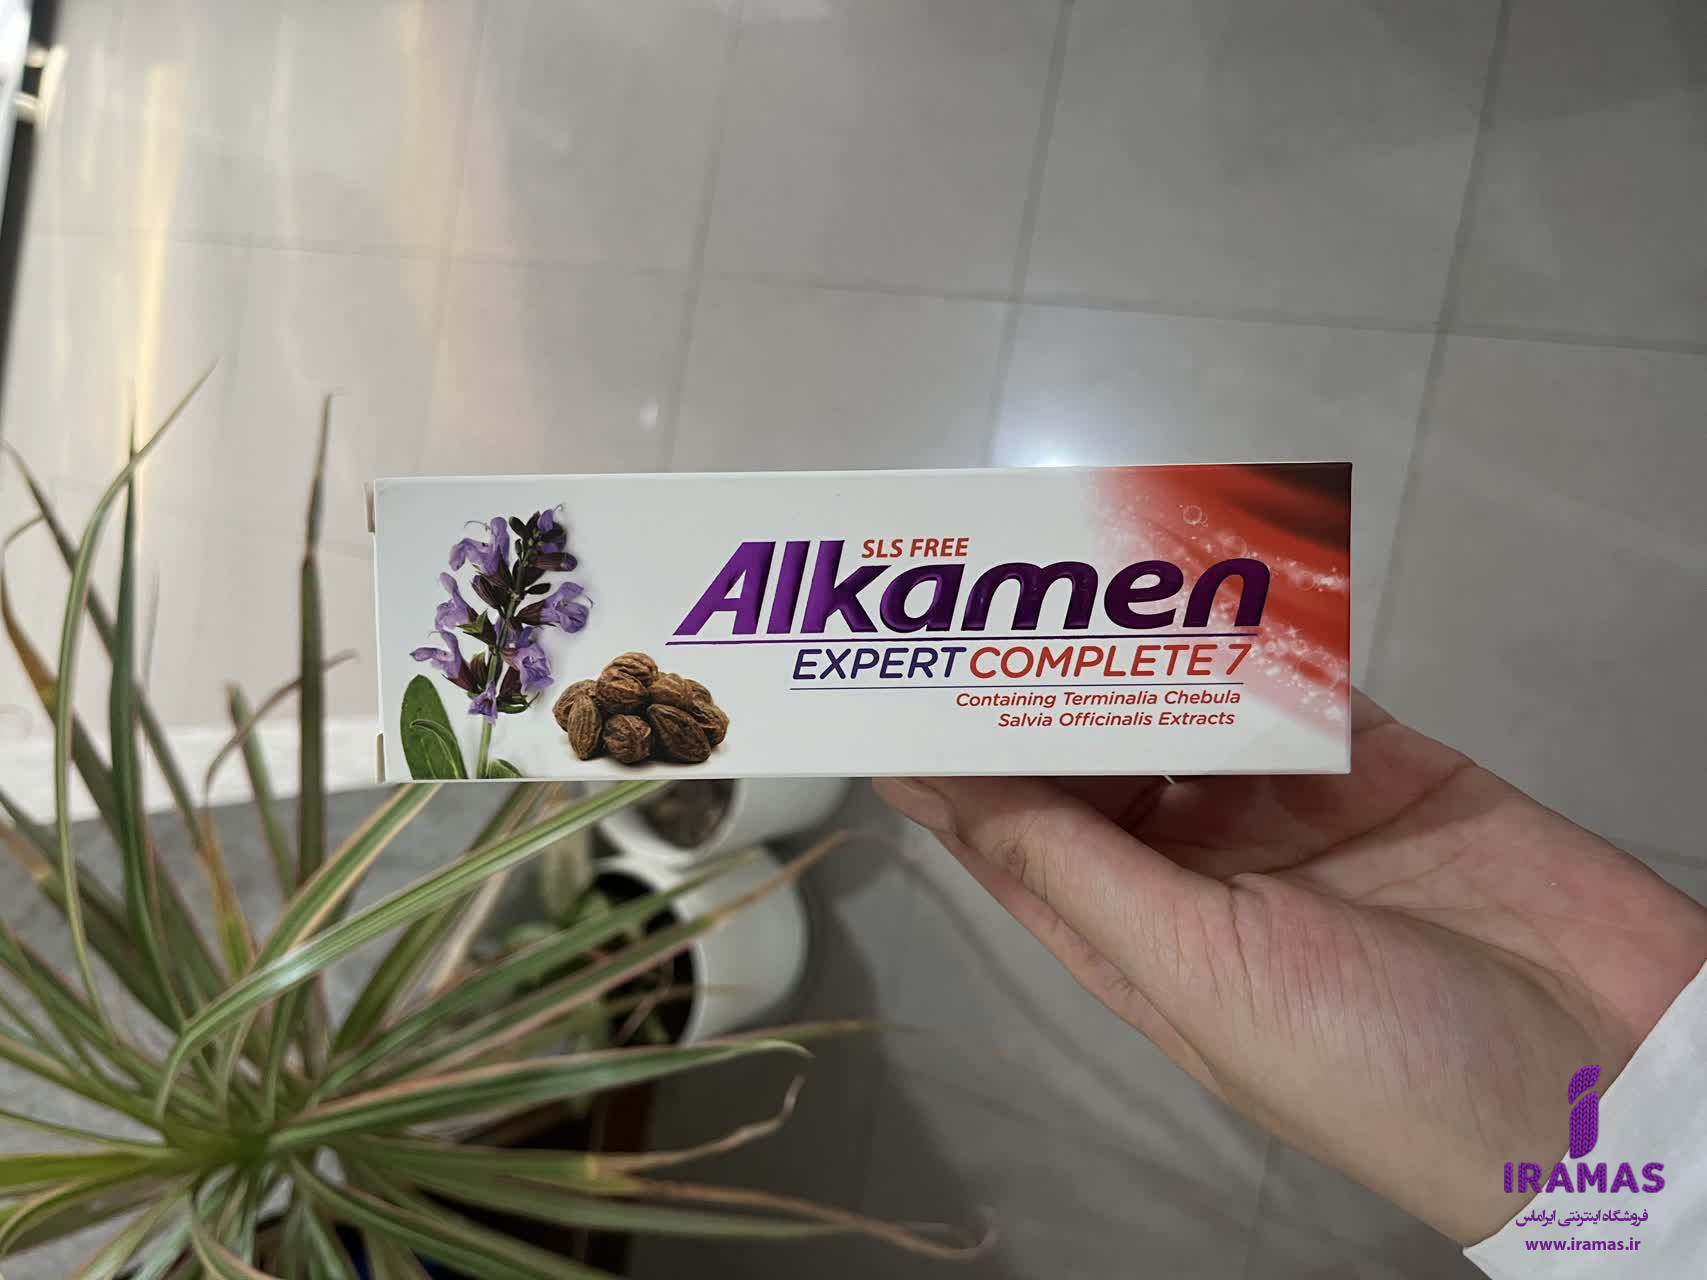 SLS FREE
Alkamen
EXPERT COMPLETE 7
Containing Terminalia Chebula
Salvia Officinalis Extracts
IRAMAS
فروشگاه اینترنتی ایراماس
www.iramas.ir